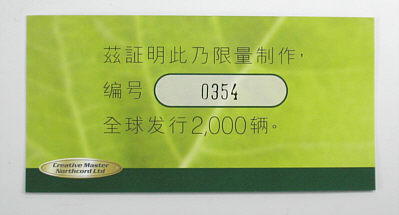 茲証明此乃限量制作，
编号 0354
全球发行2,000辆。
Creative Master
Northcord Ltd